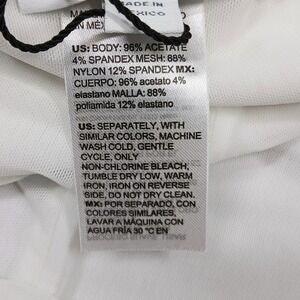 MADE IN
MEXICO
EN MÉXI
US: BODY: 96% ACETATE
4% SPANDEX MESH: 88%
NYLON 12% SPANDEX MX:
CUERPO: 96% acetato 4%
elastano MALLA: 88%
poliamida 12% elastano
US: SEPARATELY, WITH
SIMILAR COLORS, MACHINE
WASH COLD, GENTLE
CYCLE, ONLY
NON-CHLORINE BLEACH,
TUMBLE DRY LOW, WARM
IRON, IRON ON REVERSE
SIDE, DO NOT DRY CLEAN.
MX: POR SEPARADO, CON
COLORES SIMILARES,
LAVAR A MÁQUINA CON
AGUA FRÍA 30 °C EN